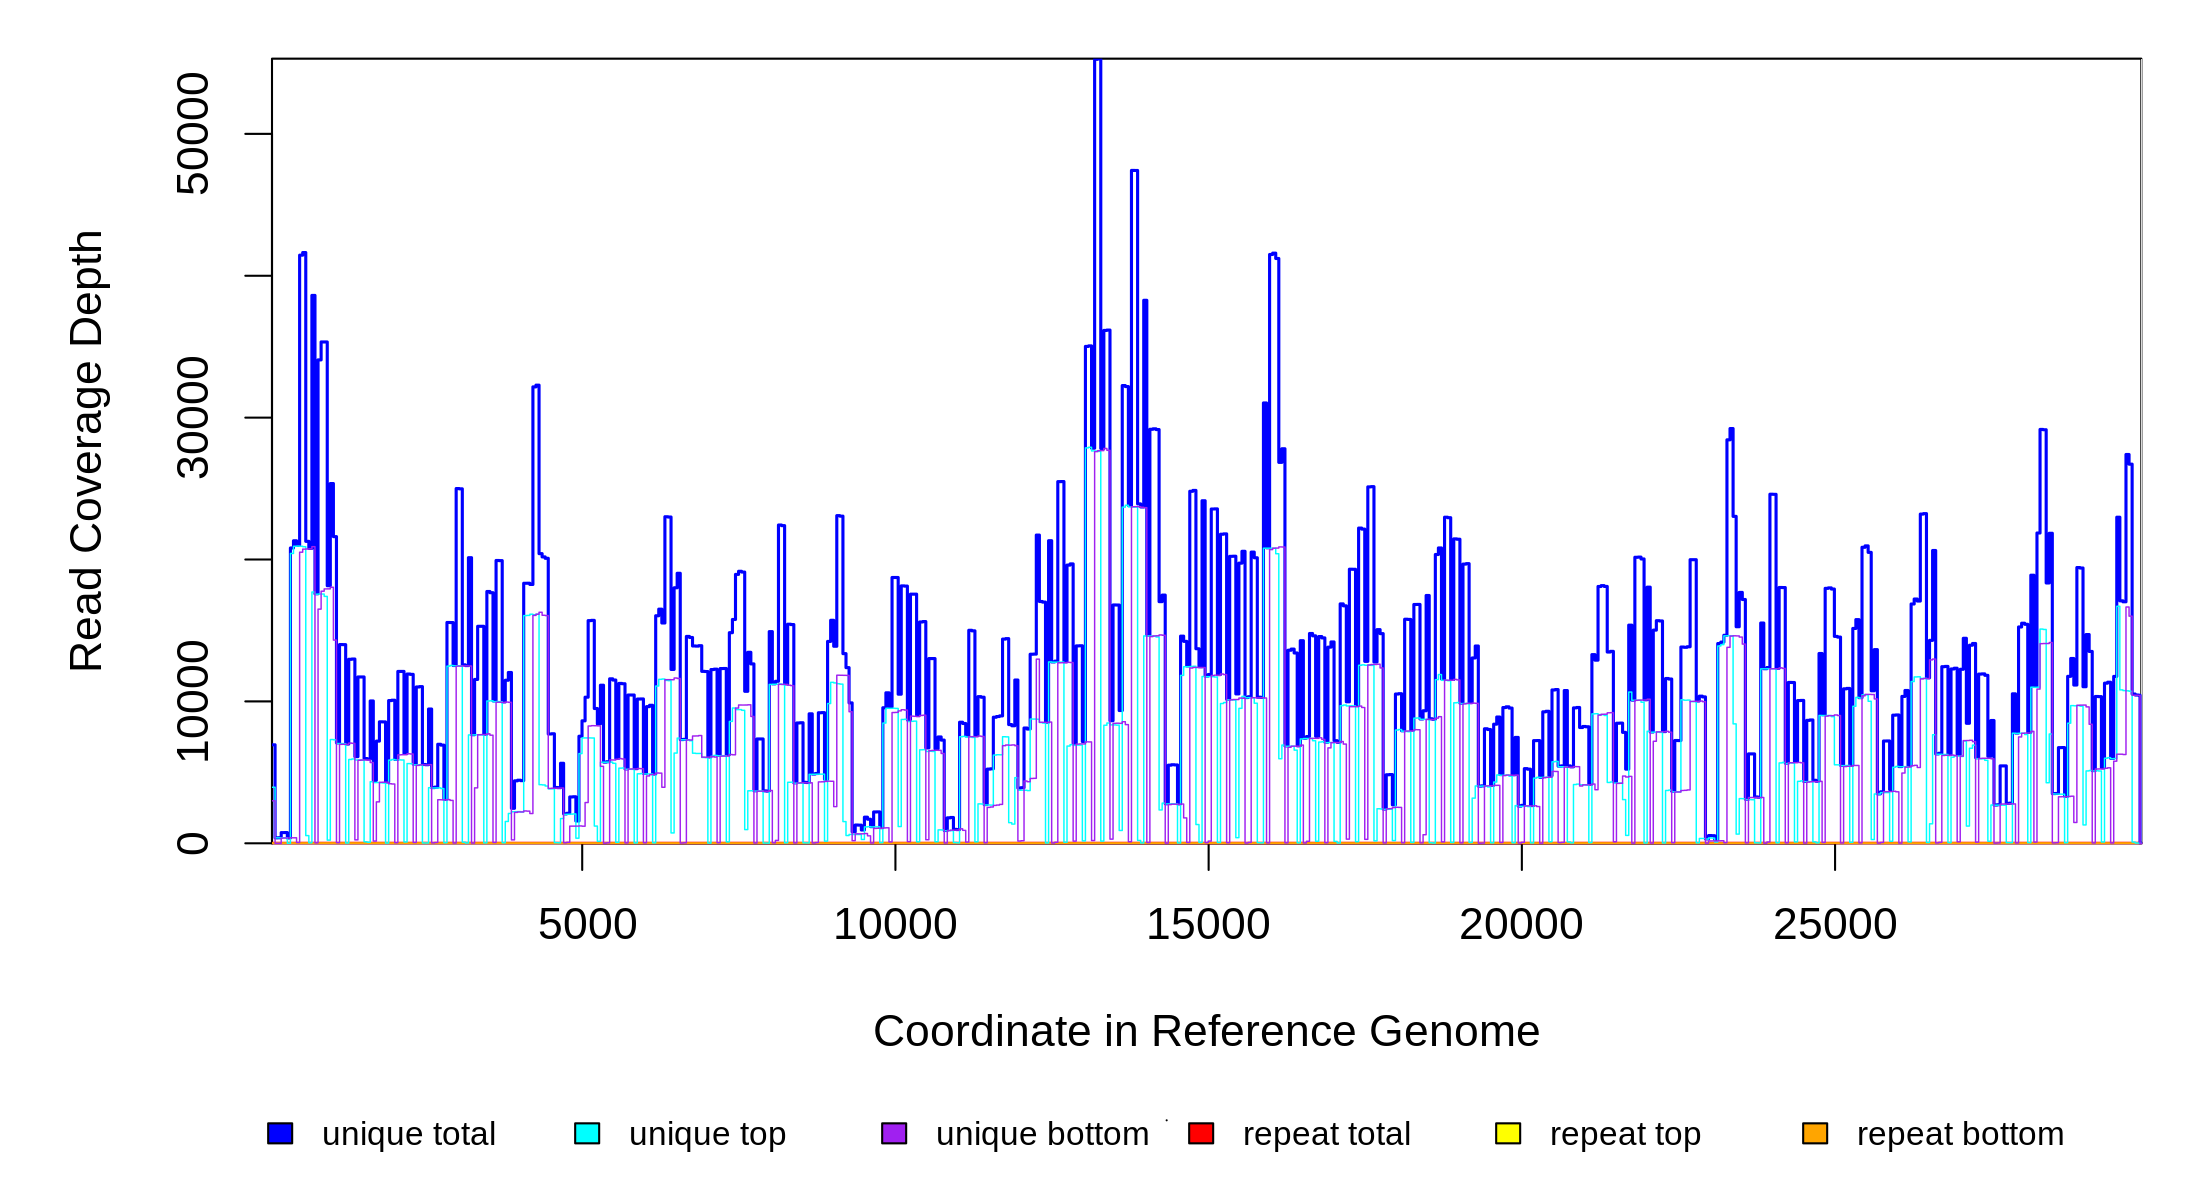 Read Coverage Depth
50000
30000
10000
0
5000 10000 15000 20000 25000
Coordinate in Reference Genome
unique total unique top unique bottom repeat total repeat top repeat bottom